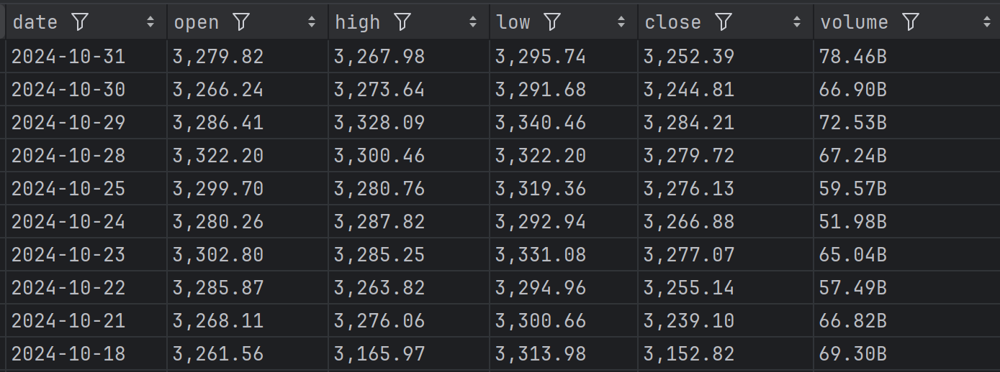 date open high low close volume
2024-10-31 3,279.82 3,267.98 3,295.74 3,252.39 78.46B
2024-10-30 3,266.24 3,273.64 3,291.68 3,244.81 66.90B
2024-10-29 3,286.41 3,328.09 3,340.46 3,284.21 72.53B
2024-10-28 3,322.20 3,300.46 3,322.20 3,279.72 67.24B
2024-10-25 3,299.70 3,280.76 3,319.36 3,276.13 59.57B
2024-10-24 3,280.26 3,287.82 3,292.94 3,266.88 51.98B
2024-10-23 3,302.80 3,285.25 3,331.08 3,277.07 65.04B
2024-10-22 3,285.87 3,263.82 3,294.96 3,255.14 57.49B
2024-10-21 3,268.11 3,276.06 3,300.66 3,239.10 66.82B
2024-10-18 3,261.56 3,165.97 3,313.98 3,152.82 69.30B